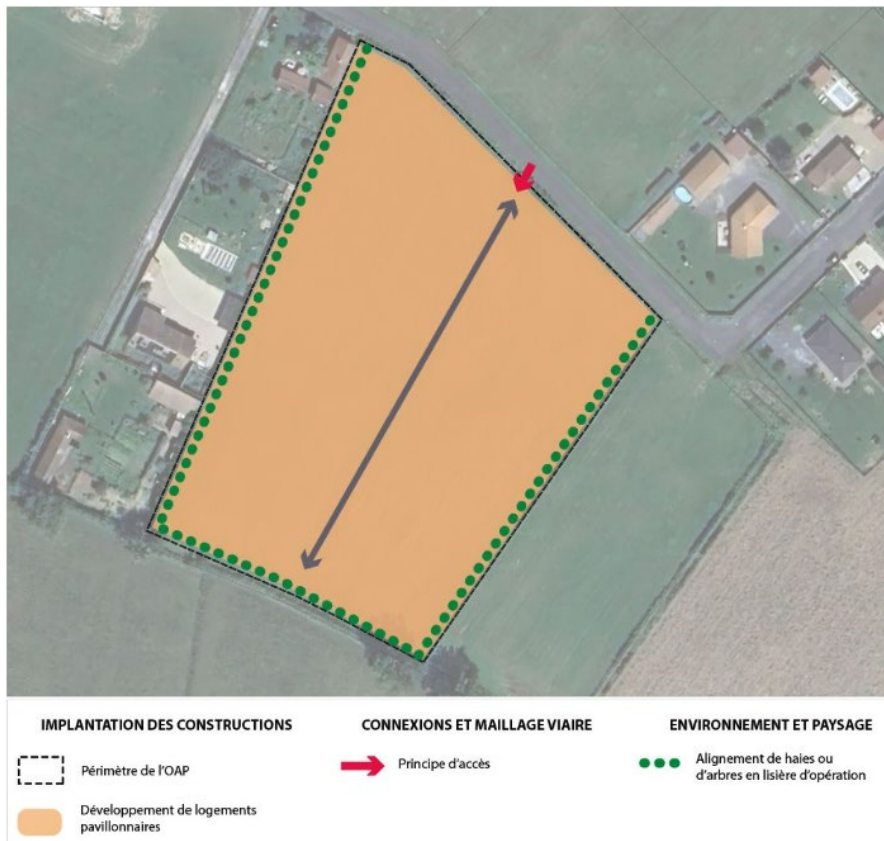 IMPLANTATION DES CONSTRUCTIONS
Périmètre de l'OAP
Développement de logements
pavillonnaires
CONNEXIONS ET MAILLAGE VIAIRE
Principe d'accès
ENVIRONNEMENT ET PAYSAGE
Alignement de haies ou
d'arbres en lisière d'opération